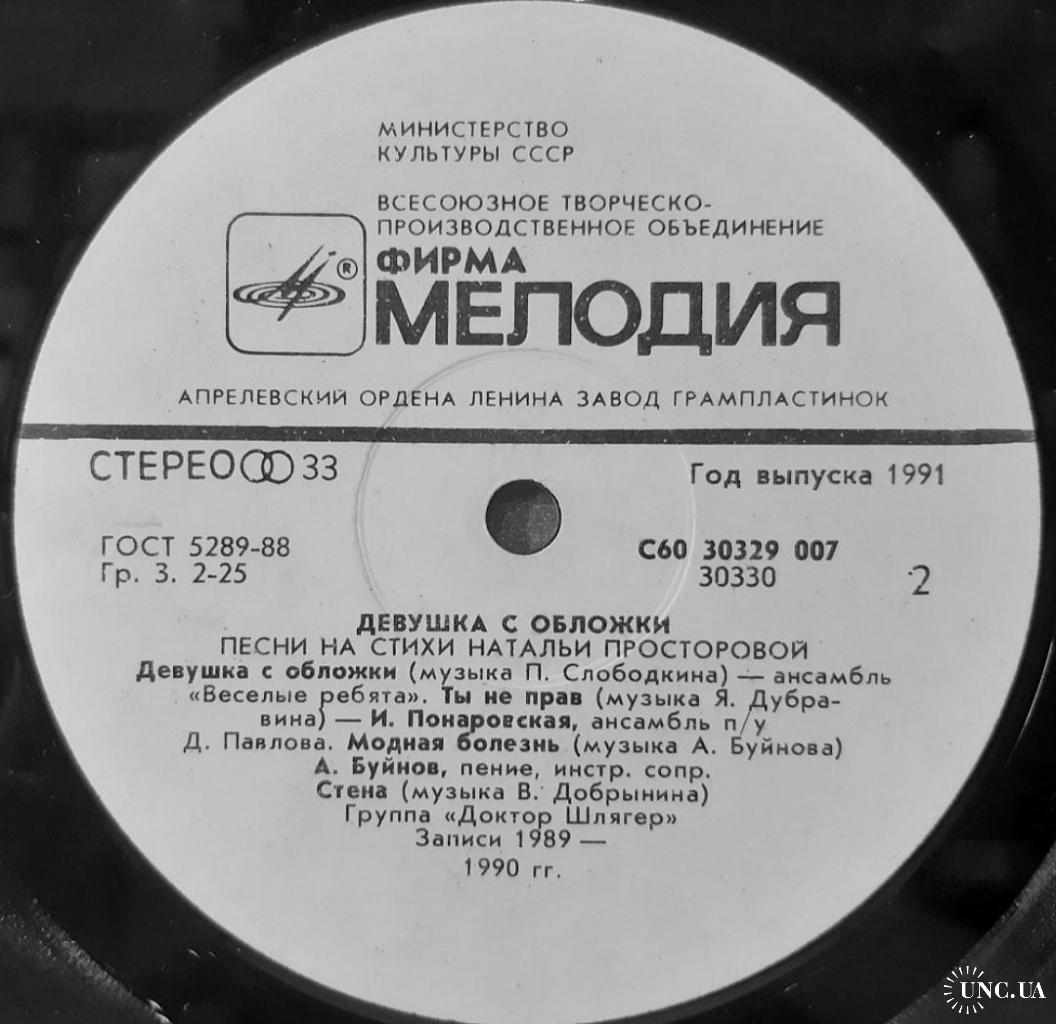 МИНИСТЕРСТВО
КУЛЬТУРЫ СССР
ВСЕСОЮЗНОЕ ТВОРЧЕСКО-
ПРОИЗВОДСТВЕННОЕ ОБЪЕДИНЕНИЕ
ФИРМА
®
МЕЛОДИЯ
АПРЕЛЕВСКИЙ ОРДЕНА ЛЕНИНА ЗАВОД ГРАМПЛАСТИНОК
СТЕРЕО 33
Год выпуска 1991
ГОСТ 5289-88
Гр. 3. 2-25
С60 30329 007
30330
2
ДЕВУШКА С ОБЛОЖКИ
ПЕСНИ НА СТИХИ НАТАЛЬИ ПРОСТОРОВОЙ
Девушка с обложки (музыка П. Слободкина) — ансамбль
«Веселые ребята». Ты не прав (музыка Я. Дубра-
вина) — И. Понаровская, ансамбль п/у
Д. Павлова. Модная болезнь (музыка А. Буйнова)
А. Буйнов, пение, инстр. сопр.
Стена (музыка В. Добрынина)
Группа «Доктор Шлягер»
Записи 1989 —
1990 гг.
UNC.UA